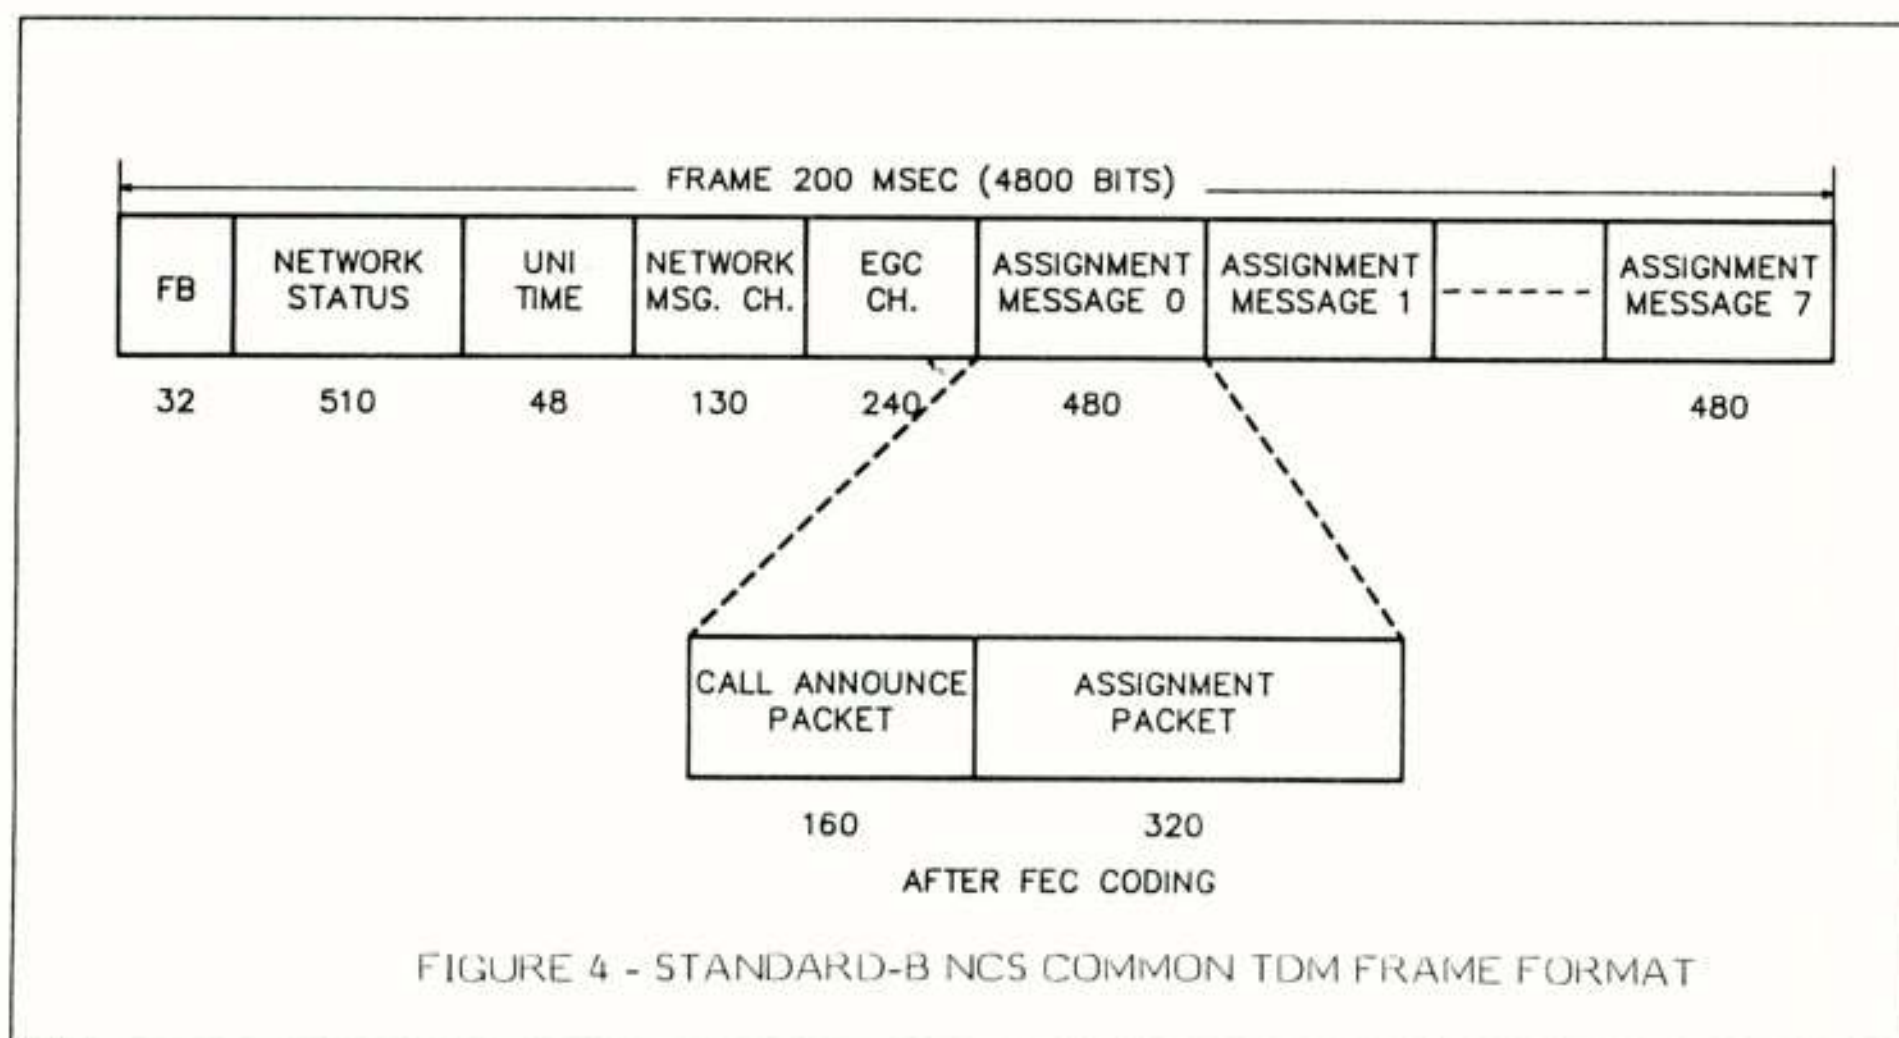 FRAME 200 MSEC (4800 BITS)
FB
NETWORK
STATUS
UNI
TIME
NETWORK
MSG. CH.
EGC
CH.
ASSIGNMENT
MESSAGE 0
ASSIGNMENT
MESSAGE 1
ASSIGNMENT
MESSAGE 7
32 510 48 130 240 480 480
CALL ANNOUNCE
PACKET
ASSIGNMENT
PACKET
160 320
AFTER FEC CODING
FIGURE 4 - STANDARD-B NCS COMMON TDM FRAME FORMAT